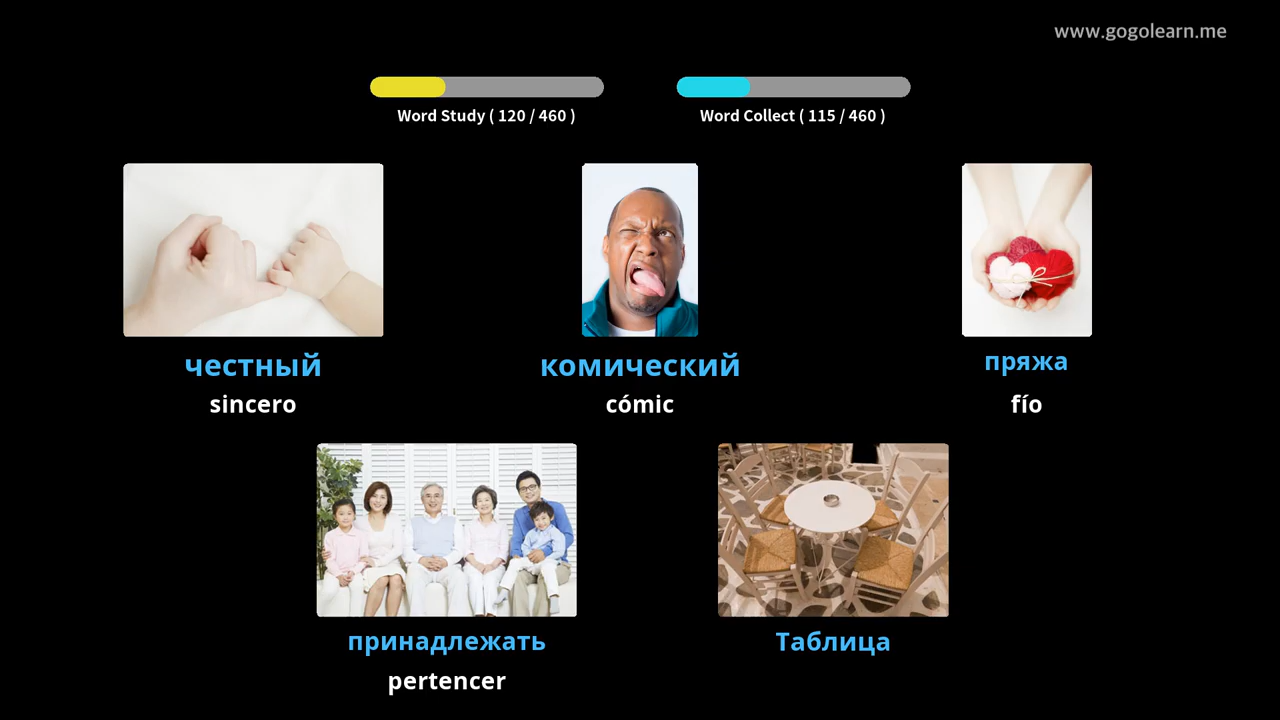 www.gogolearn.me
Word Study ( 120 / 460 )
Word Collect ( 115 / 460 )
честный
комический
пряжа
sincero
cómic
fío
принадлежать
Таблица
pertencer